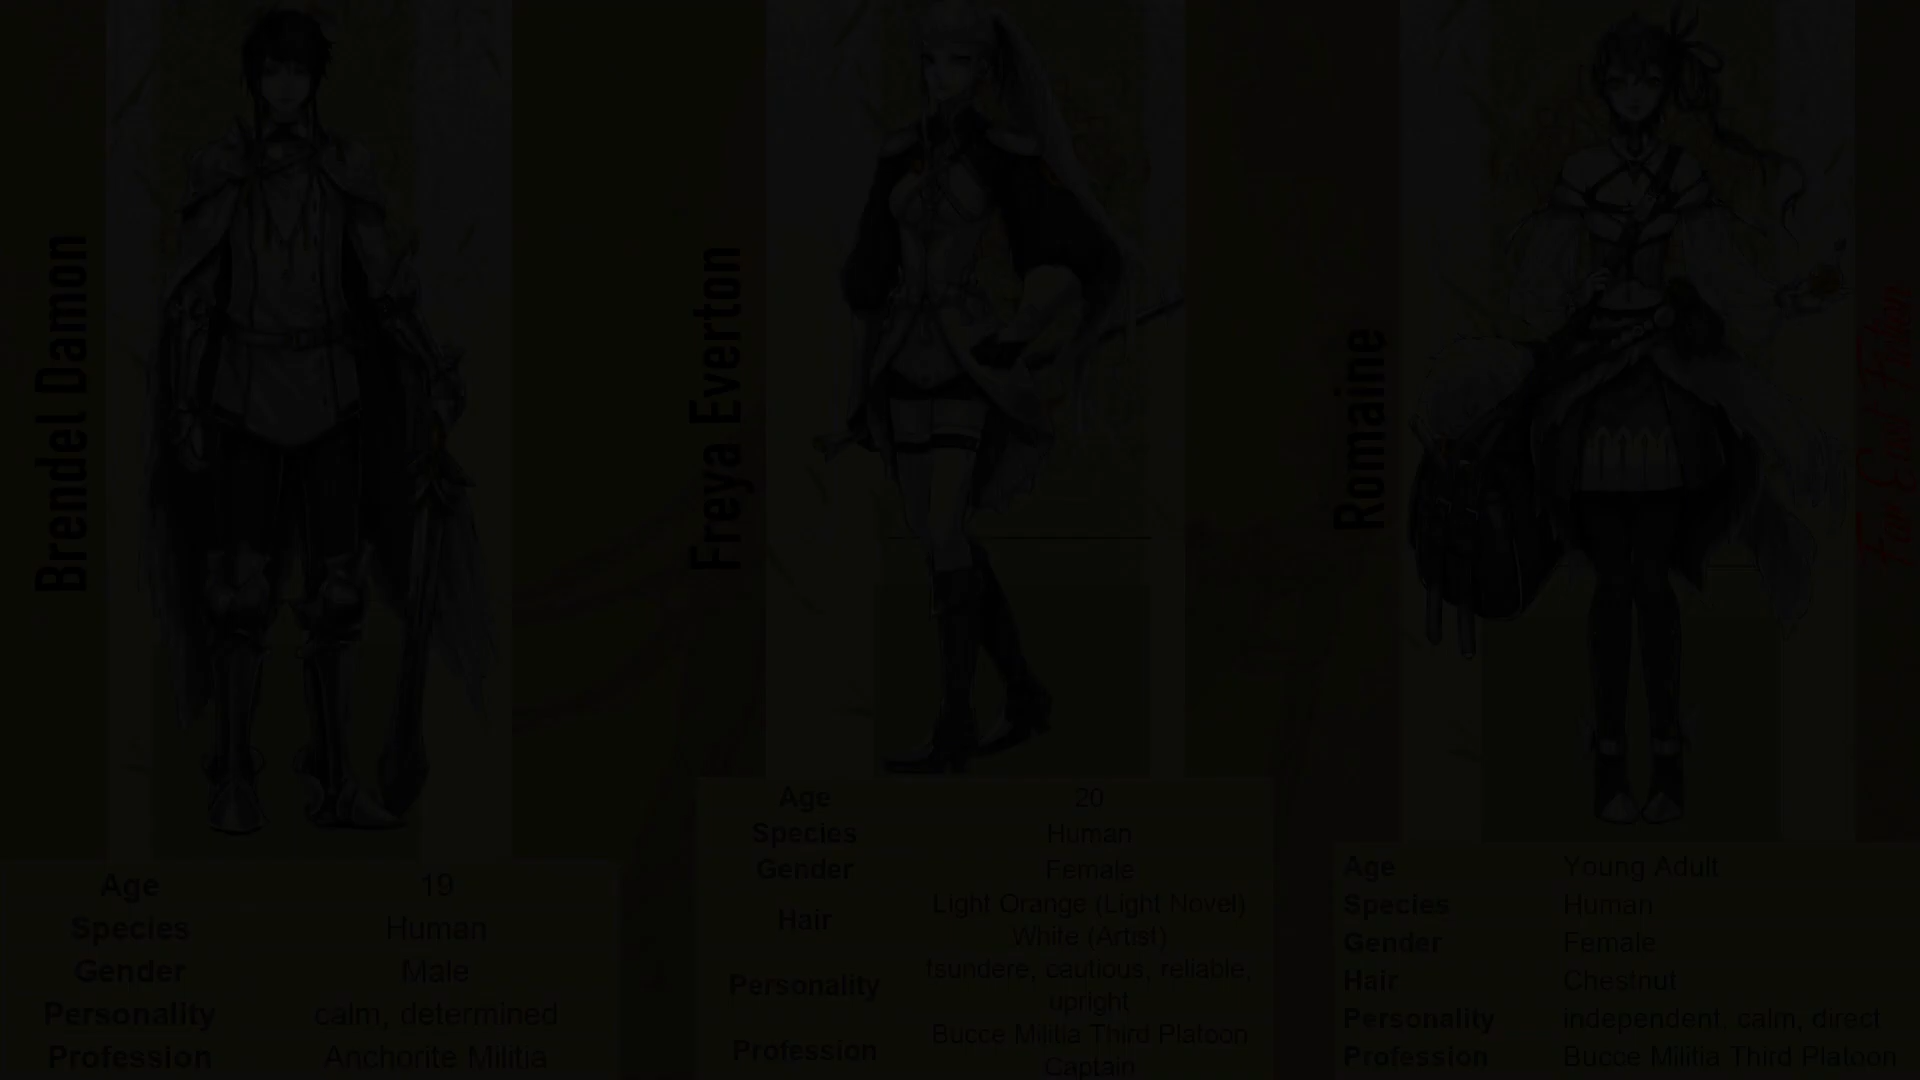 Brendel Damon
Age 19
Species Human
Gender Male
Personality calm, determined
Profession Anchorite Militia
Freya Everton
Age 20
Species Human
Gender Female
Hair Light Orange (Light Novel)
White (Artist)
Personality tsundere, cautious, reliable,
upright
Profession Bucce Militia Third Platoon
Captain
Romaine
Age Young Adult
Species Human
Gender Female
Hair Chestnut
Personality independent, calm, direct
Profession Bucce Militia Third Platoon